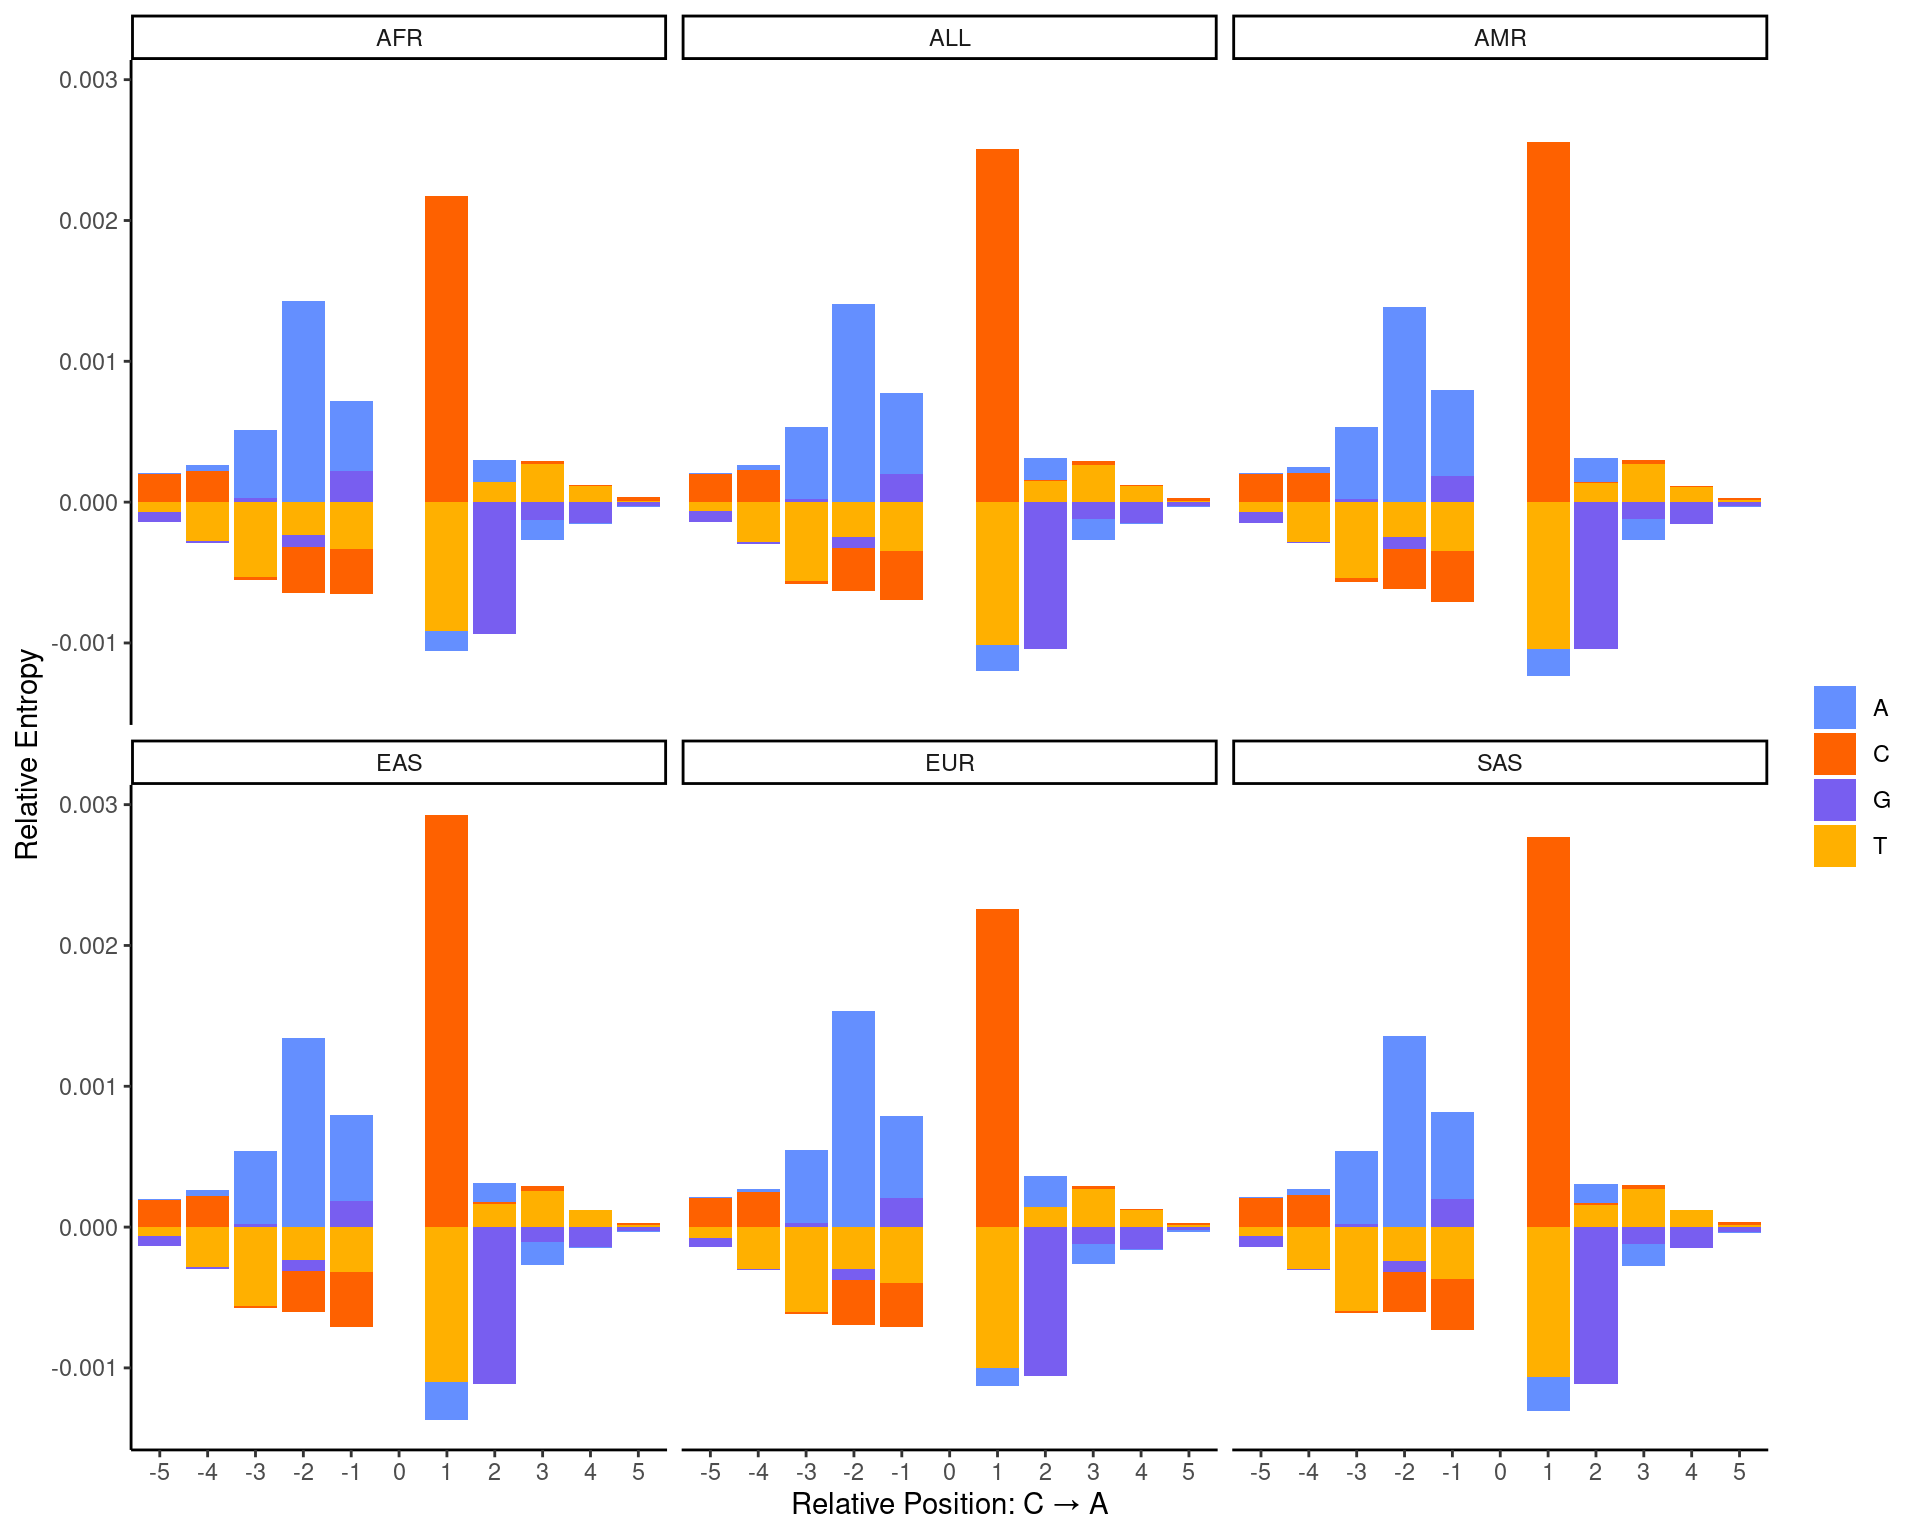 AFR ALL AMR
0.003
0.002
0.001
0.000
-0.001
EAS EUR SAS
0.003
0.002
0.001
0.000
-0.001
-5 -4 -3 -2 -1 0 1 2 3 4 5 -5 -4 -3 -2 -1 0 1 2 3 4 5 -5 -4 -3 -2 -1 0 1 2 3 4 5
Relative Position: C → A
Relative Entropy
A
C
G
T